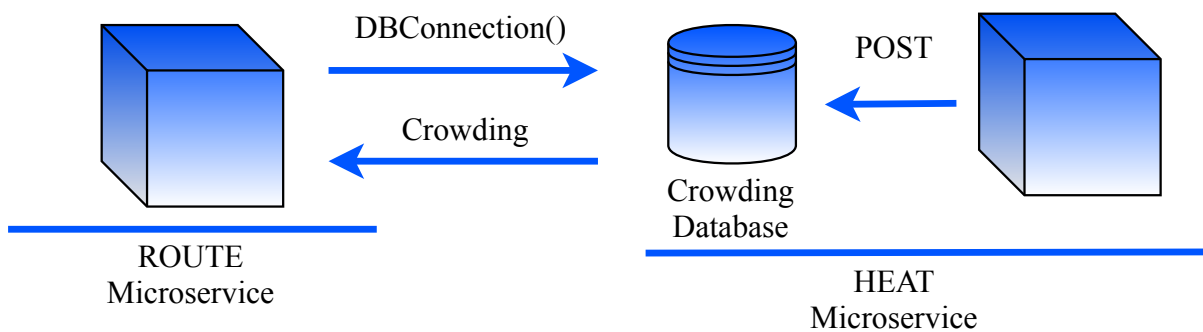 DBConnection()
Crowding
POST
Crowding
Database
ROUTE
Microservice
HEAT
Microservice